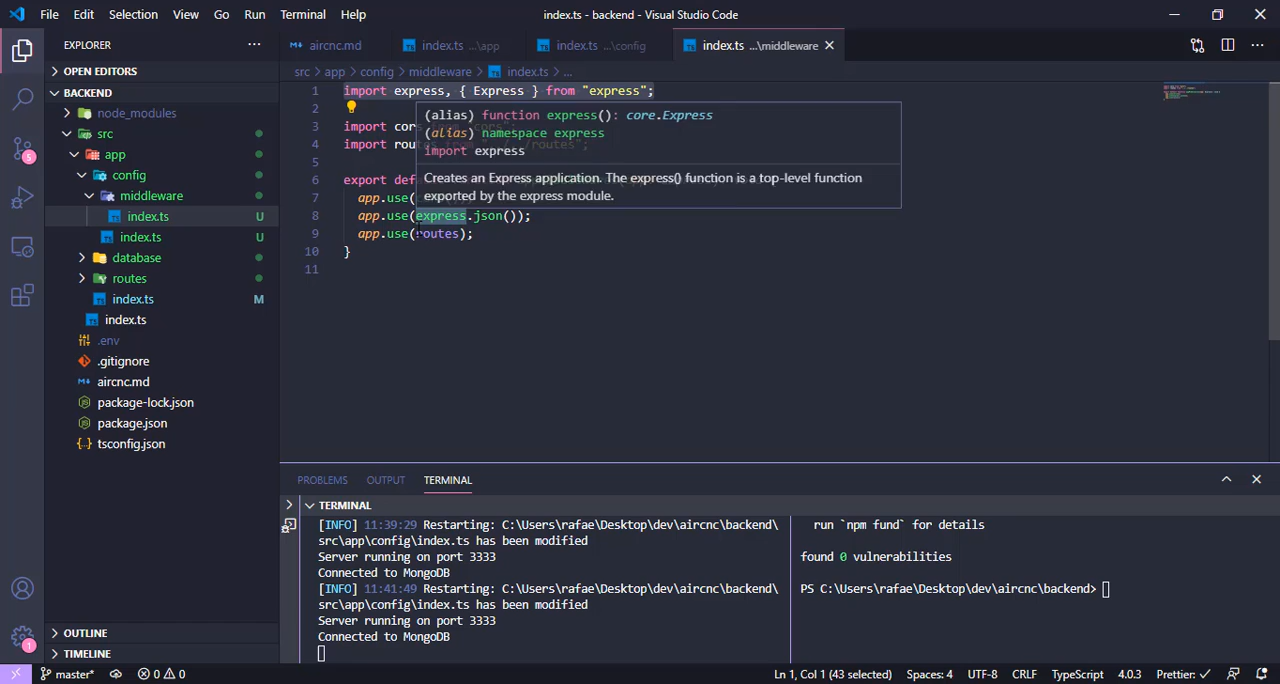 File Edit Selection View Go Run Terminal Help index.ts - backend - Visual Studio Code
EXPLORER
aircnc.md
index.ts ...\app
index.ts ...\config
index.ts ...\middleware
OPEN EDITORS
BACKEND
node_modules
src
app
config
middleware
index.ts U
index.ts U
database
routes
index.ts M
index.ts
.env
.gitignore
aircnc.md
package-lock.json
package.json
tsconfig.json
OUTLINE
TIMELINE
5
1
src > app > config > middleware > index.ts > ...
1 import express, { Express } from "express";
2
3 import cors from "cors";
4 import routes from "../../routes";
5
6 export def
7 app.use(
8 app.use(express.json());
9 app.use(routes);
10 }
11
(alias) function express(): core.Express
(alias) namespace express
import express
Creates an Express application. The express() function is a top-level function
exported by the express module.
PROBLEMS OUTPUT TERMINAL
TERMINAL
[INFO] 11:39:29 Restarting: C:\Users\rafae\Desktop\dev\aircnc\backend\
src\app\config\index.ts has been modified
Server running on port 3333
Connected to MongoDB
[INFO] 11:41:49 Restarting: C:\Users\rafae\Desktop\dev\aircnc\backend\
src\app\config\index.ts has been modified
Server running on port 3333
Connected to MongoDB
run `npm fund` for details
found 0 vulnerabilities
PS C:\Users\rafae\Desktop\dev\aircnc\backend>
master* 0 0 Ln 1, Col 1 (43 selected) Spaces: 4 UTF-8 CRLF TypeScript 4.0.3 Prettier: ✓